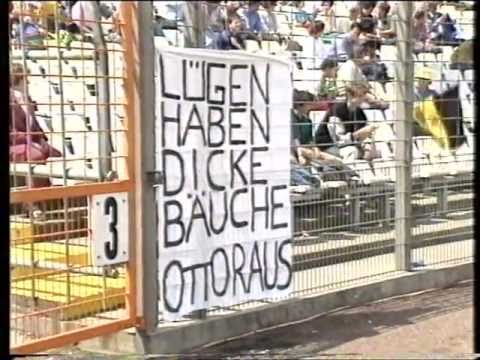 LÜGEN
HABEN
DICKE
BÄUCHE
OTTO RAUS
3